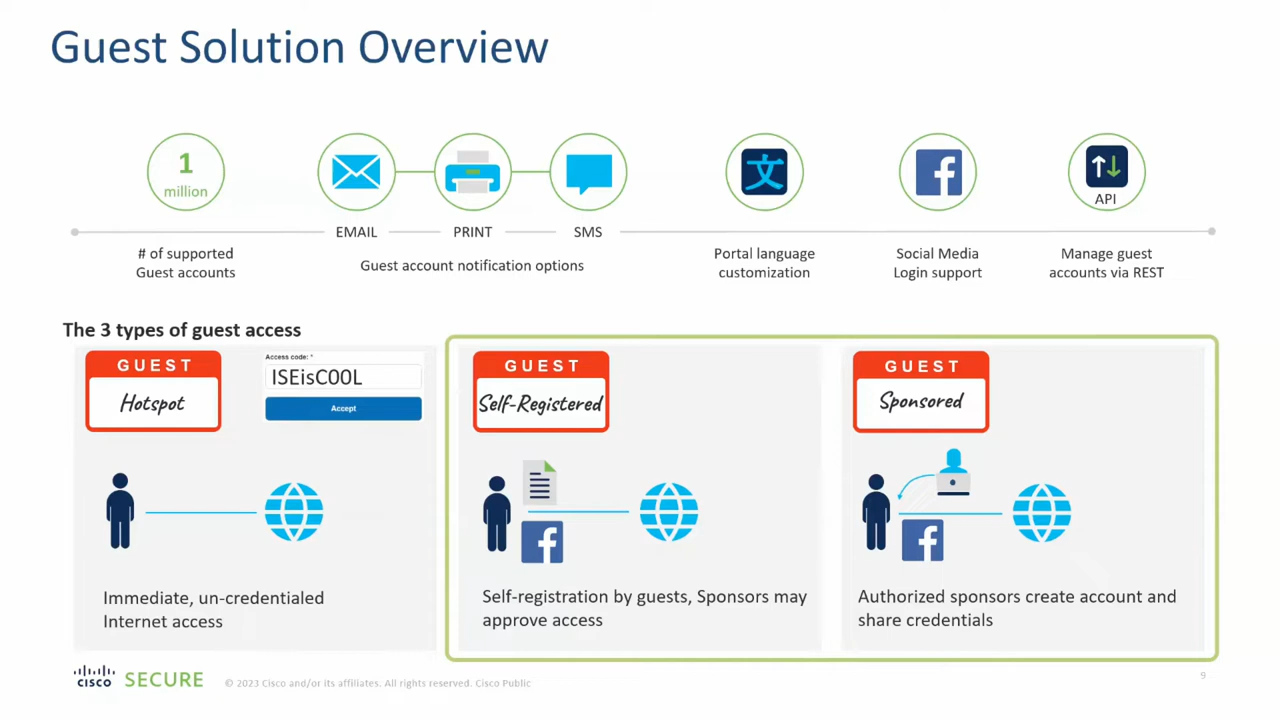 Guest Solution Overview
1
million
文
API
EMAIL
PRINT
SMS
# of supported
Guest accounts
Guest account notification options
Portal language
customization
Social Media
Login support
Manage guest
accounts via REST
The 3 types of guest access
GUEST
Hotspot
Access code: *
ISEisC00L
Accept
Immediate, un-credentialed
Internet access
GUEST
Self-Registered
f
Self-registration by guests, Sponsors may
approve access
GUEST
Sponsored
f
Authorized sponsors create account and
share credentials
CISCO SECURE © 2023 Cisco and/or its affiliates. All rights reserved. Cisco Public
9